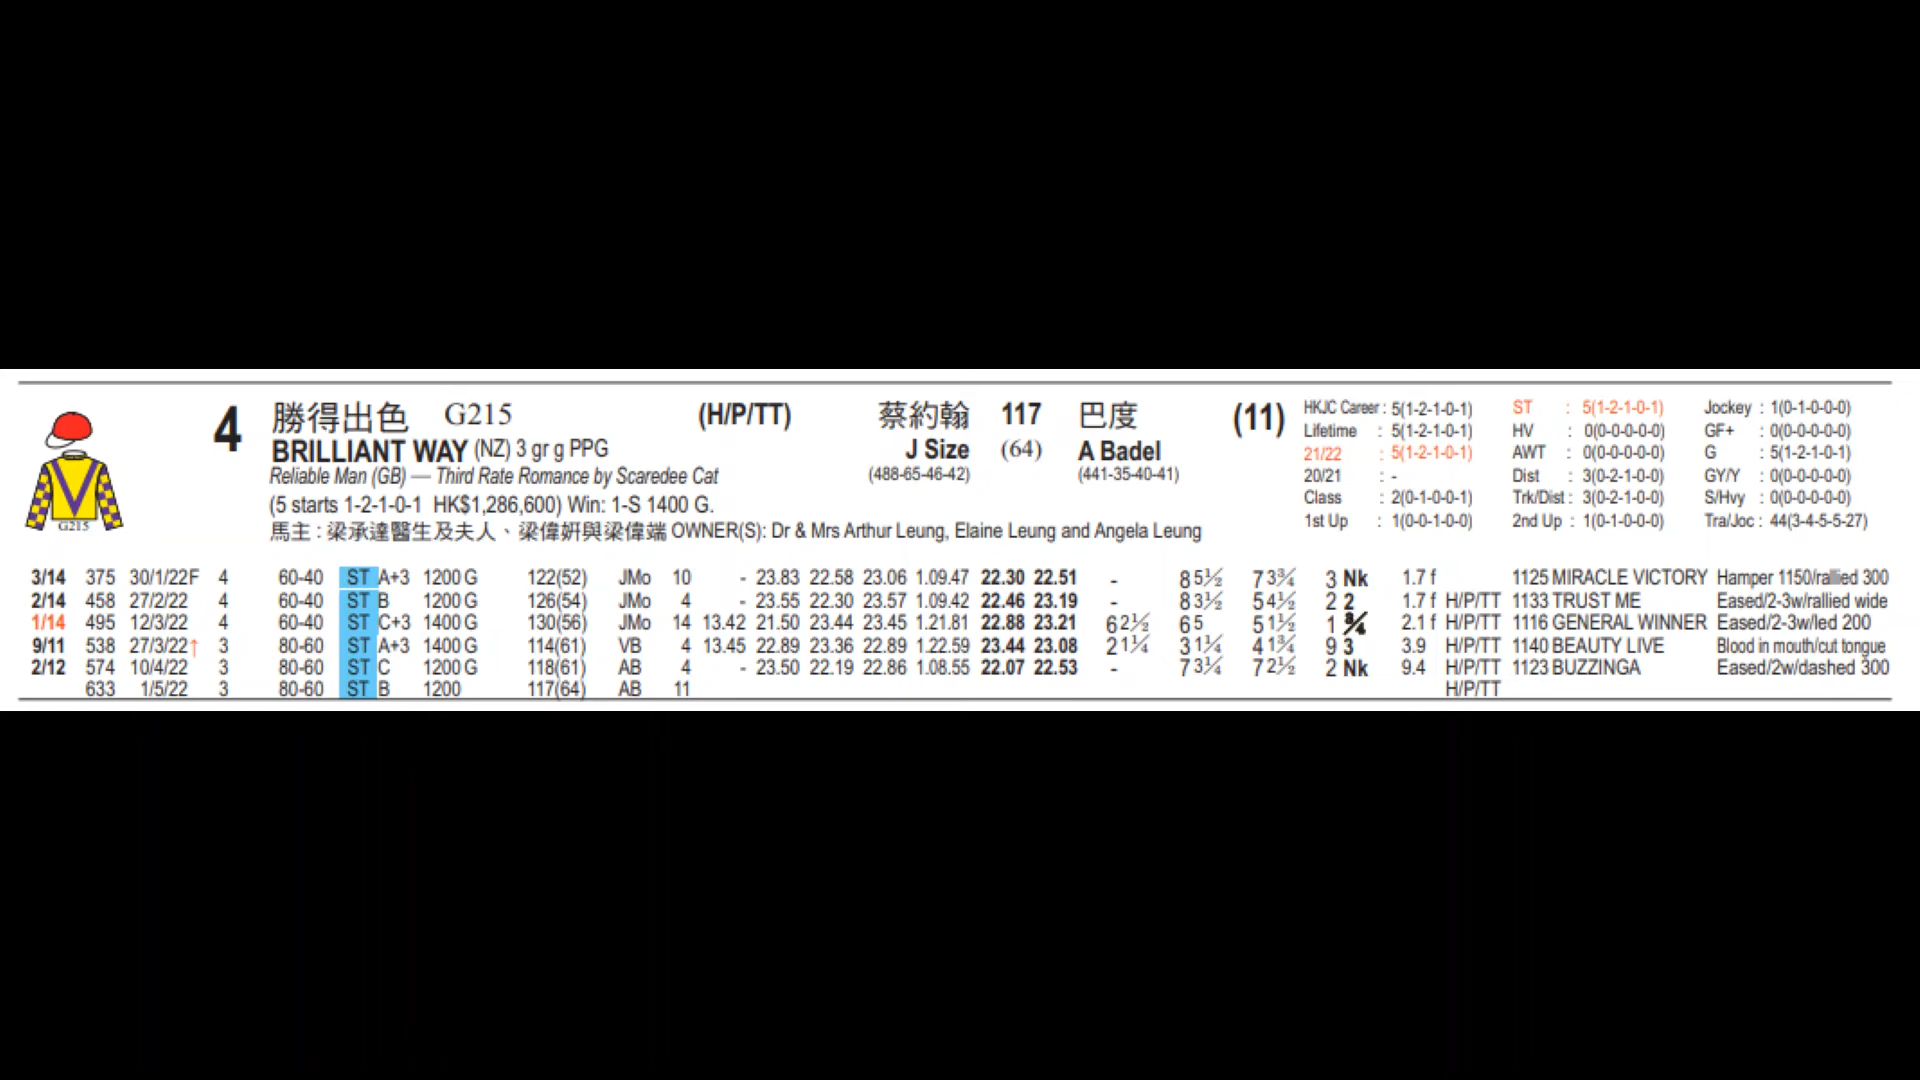 4 勝得出色 G215 (H/P/TT) 蔡約翰 117 巴度 (11) HKJC Career : 5(1-2-1-0-1) ST : 5(1-2-1-0-1) Jockey : 1(0-1-0-0-0)
Lifetime : 5(1-2-1-0-1) HV : 0(0-0-0-0-0) GF+ : 0(0-0-0-0-0)
BRILLIANT WAY (NZ) 3 gr g PPG J Size (64) A Badel 21/22 : 5(1-2-1-0-1) AWT : 0(0-0-0-0-0) G : 5(1-2-1-0-1)
Reliable Man (GB) — Third Rate Romance by Scaredee Cat (488-65-46-42) (441-35-40-41) 20/21 : - Dist : 3(0-2-1-0-0) GY/Y : 0(0-0-0-0-0)
(5 starts 1-2-1-0-1 HK$1,286,600) Win: 1-S 1400 G. Class : 2(0-1-0-0-1) Trk/Dist : 3(0-2-1-0-0) S/Hvy : 0(0-0-0-0-0)
G215 馬主 : 梁承達醫生及夫人、梁偉妍與梁偉端 OWNER(S): Dr & Mrs Arthur Leung, Elaine Leung and Angela Leung 1st Up : 1(0-0-1-0-0) 2nd Up : 1(0-1-0-0-0) Tra/Joc : 44(3-4-5-5-27)
3/14 375 30/1/22F 4 60-40 ST A+3 1200 G 122(52) JMo 10 - 23.83 22.58 23.06 1.09.47 22.30 22.51 - 8 5½ 7 3¾ 3 Nk 1.7 f 1125 MIRACLE VICTORY Hamper 1150/rallied 300
2/14 458 27/2/22 4 60-40 ST B 1200 G 126(54) JMo 4 - 23.55 22.30 23.57 1.09.42 22.46 23.19 - 8 3½ 5 4½ 2 2 1.7 f H/P/TT 1133 TRUST ME Eased/2-3w/rallied wide
1/14 495 12/3/22 4 60-40 ST C+3 1400 G 130(56) JMo 14 13.42 21.50 23.44 23.45 1.21.81 22.88 23.21 6 2½ 6 5 5 1½ 1 ¾ 2.1 f H/P/TT 1116 GENERAL WINNER Eased/2-3w/led 200
9/11 538 27/3/22↑ 3 80-60 ST A+3 1400 G 114(61) VB 4 13.45 22.89 23.36 22.89 1.22.59 23.44 23.08 2 1¼ 3 1¼ 4 1¾ 9 3 3.9 H/P/TT 1140 BEAUTY LIVE Blood in mouth/cut tongue
2/12 574 10/4/22 3 80-60 ST C 1200 G 118(61) AB 4 - 23.50 22.19 22.86 1.08.55 22.07 22.53 - 7 3¼ 7 2½ 2 Nk 9.4 H/P/TT 1123 BUZZINGA Eased/2w/dashed 300
633 1/5/22 3 80-60 ST B 1200 117(64) AB 11 H/P/TT